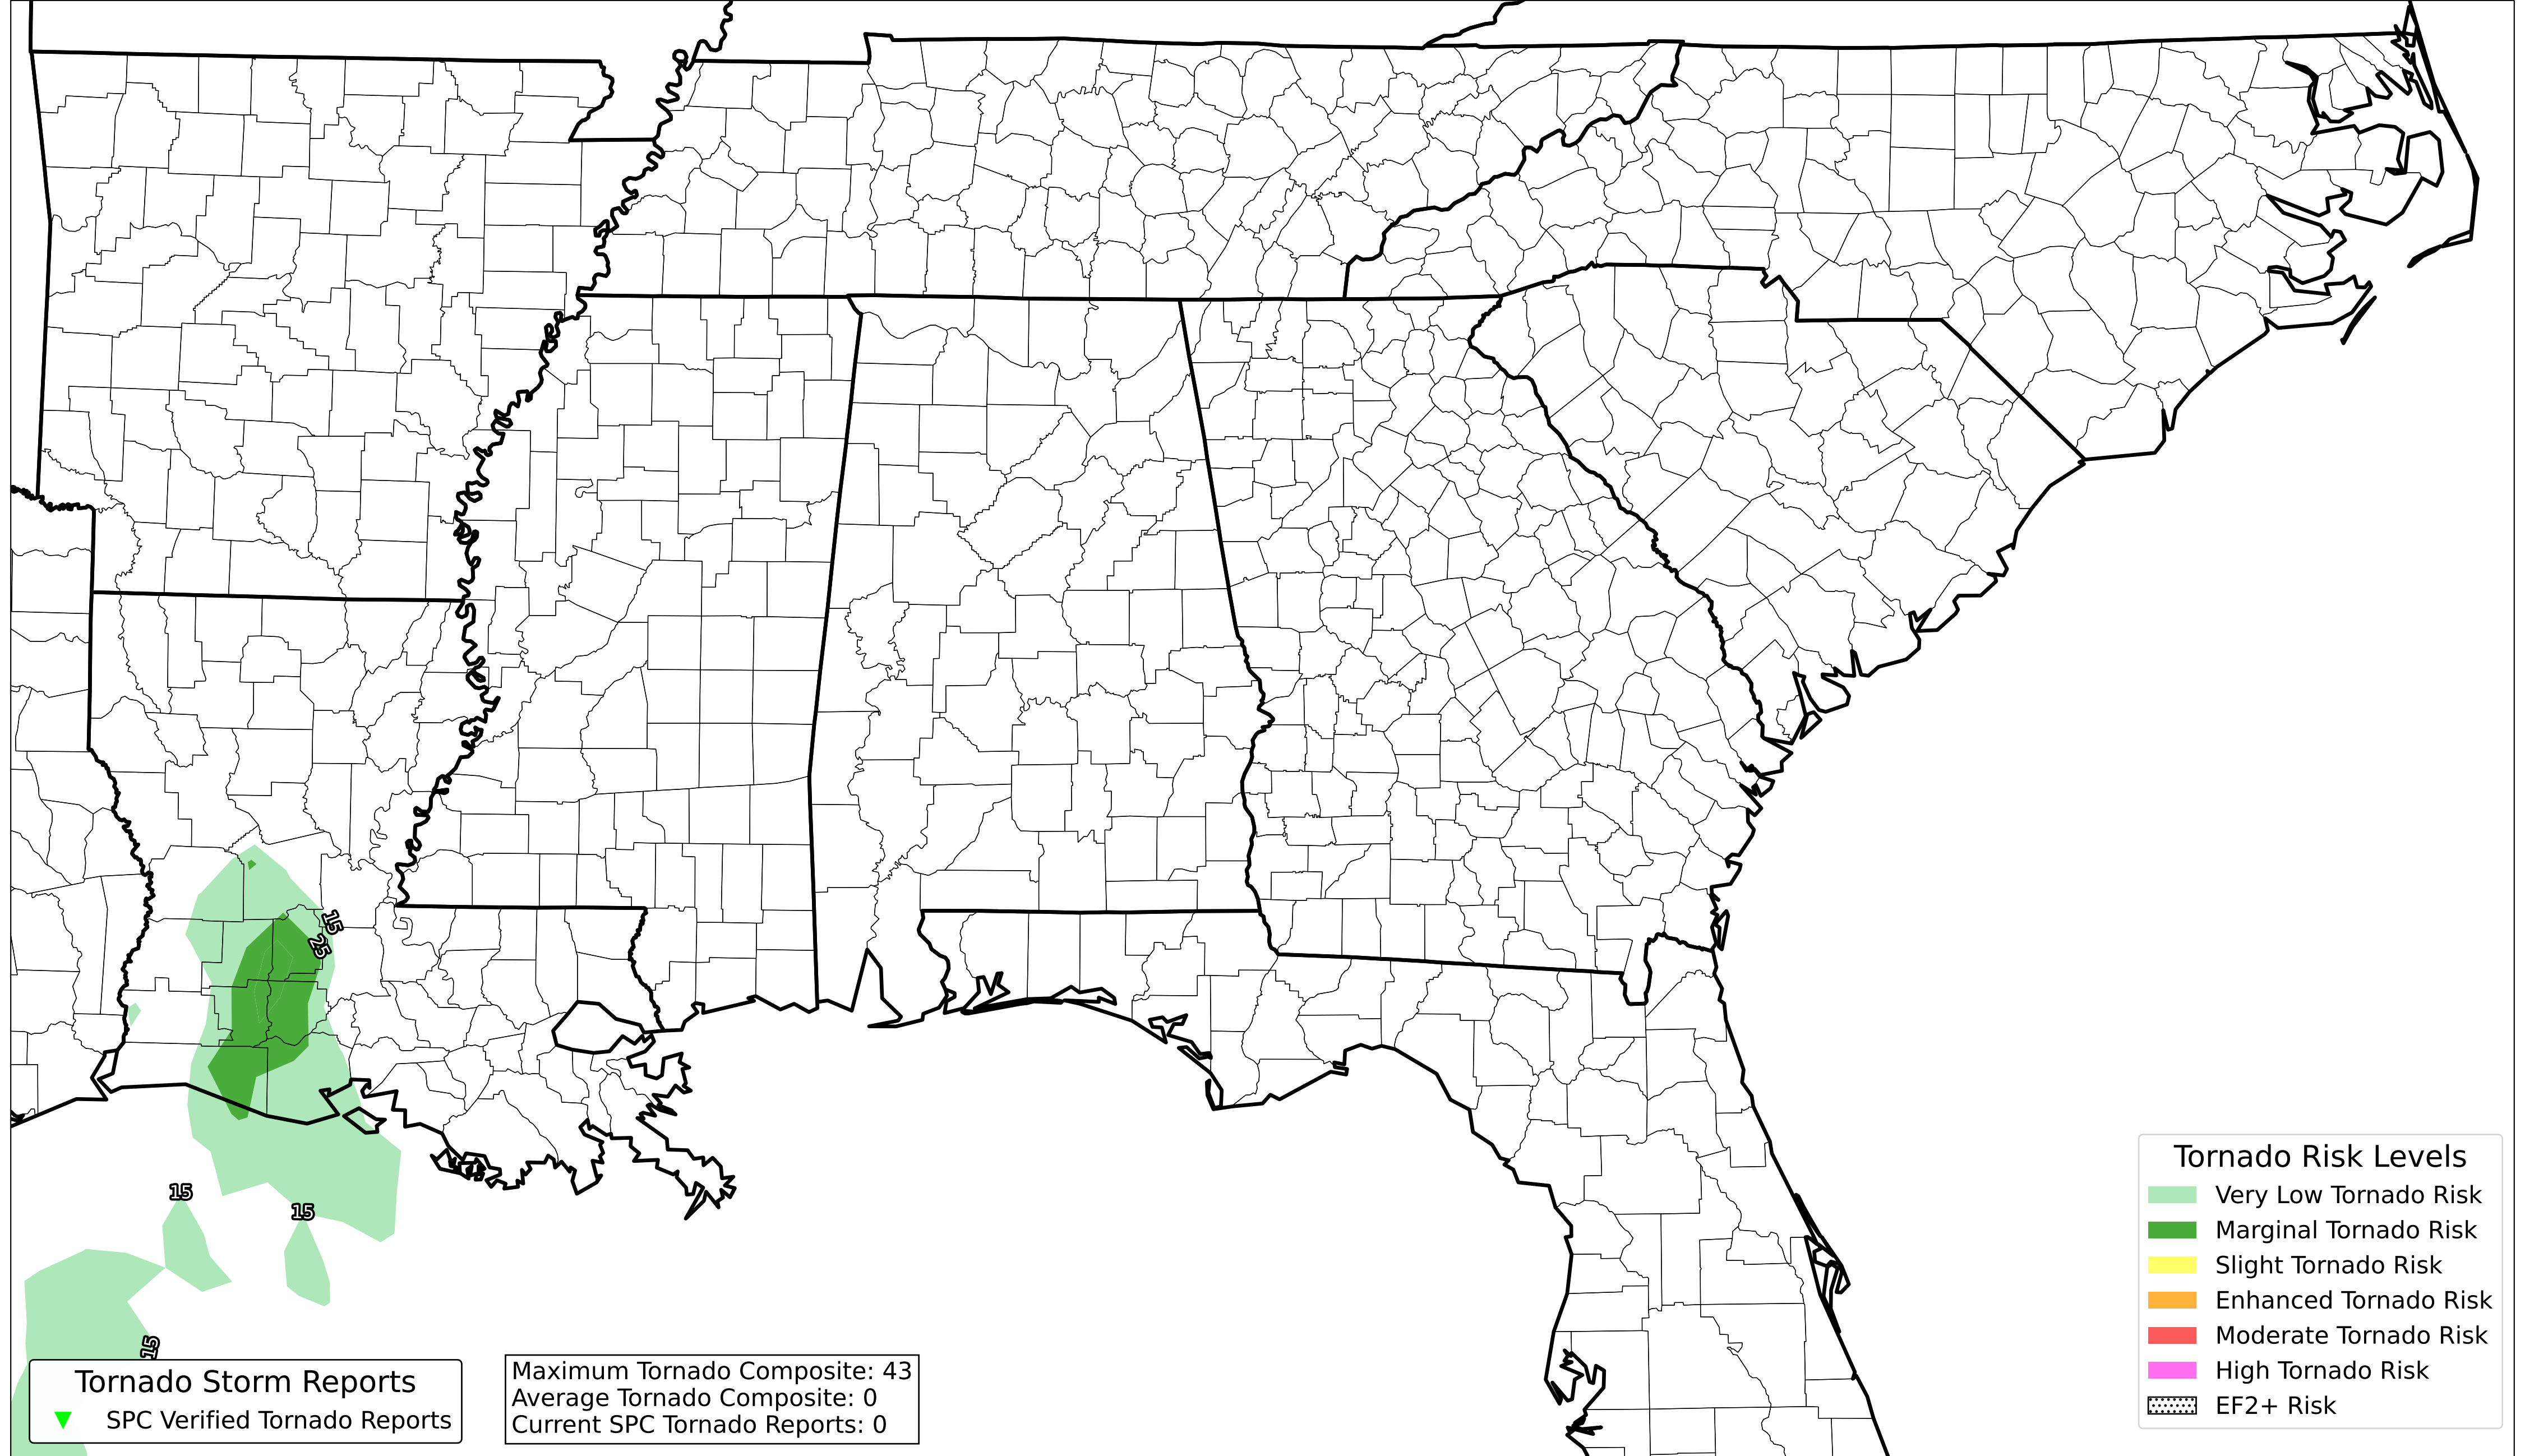 15
25
15
15
15
Tornado Storm Reports
SPC Verified Tornado Reports
Maximum Tornado Composite: 43
Average Tornado Composite: 0
Current SPC Tornado Reports: 0
Tornado Risk Levels
Very Low Tornado Risk
Marginal Tornado Risk
Slight Tornado Risk
Enhanced Tornado Risk
Moderate Tornado Risk
High Tornado Risk
EF2+ Risk